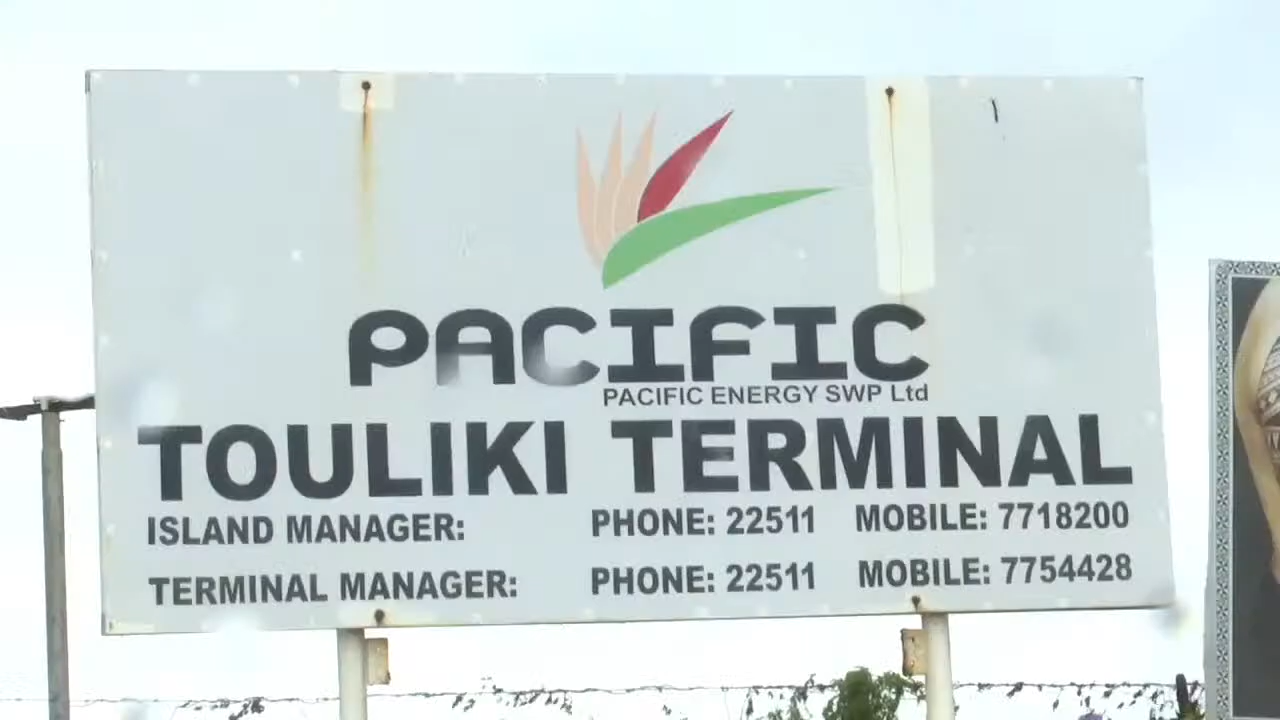 PACIFIC
PACIFIC ENERGY SWP Ltd
TOULIKI TERMINAL
ISLAND MANAGER: PHONE: 22511 MOBILE: 7718200
TERMINAL MANAGER: PHONE: 22511 MOBILE: 7754428